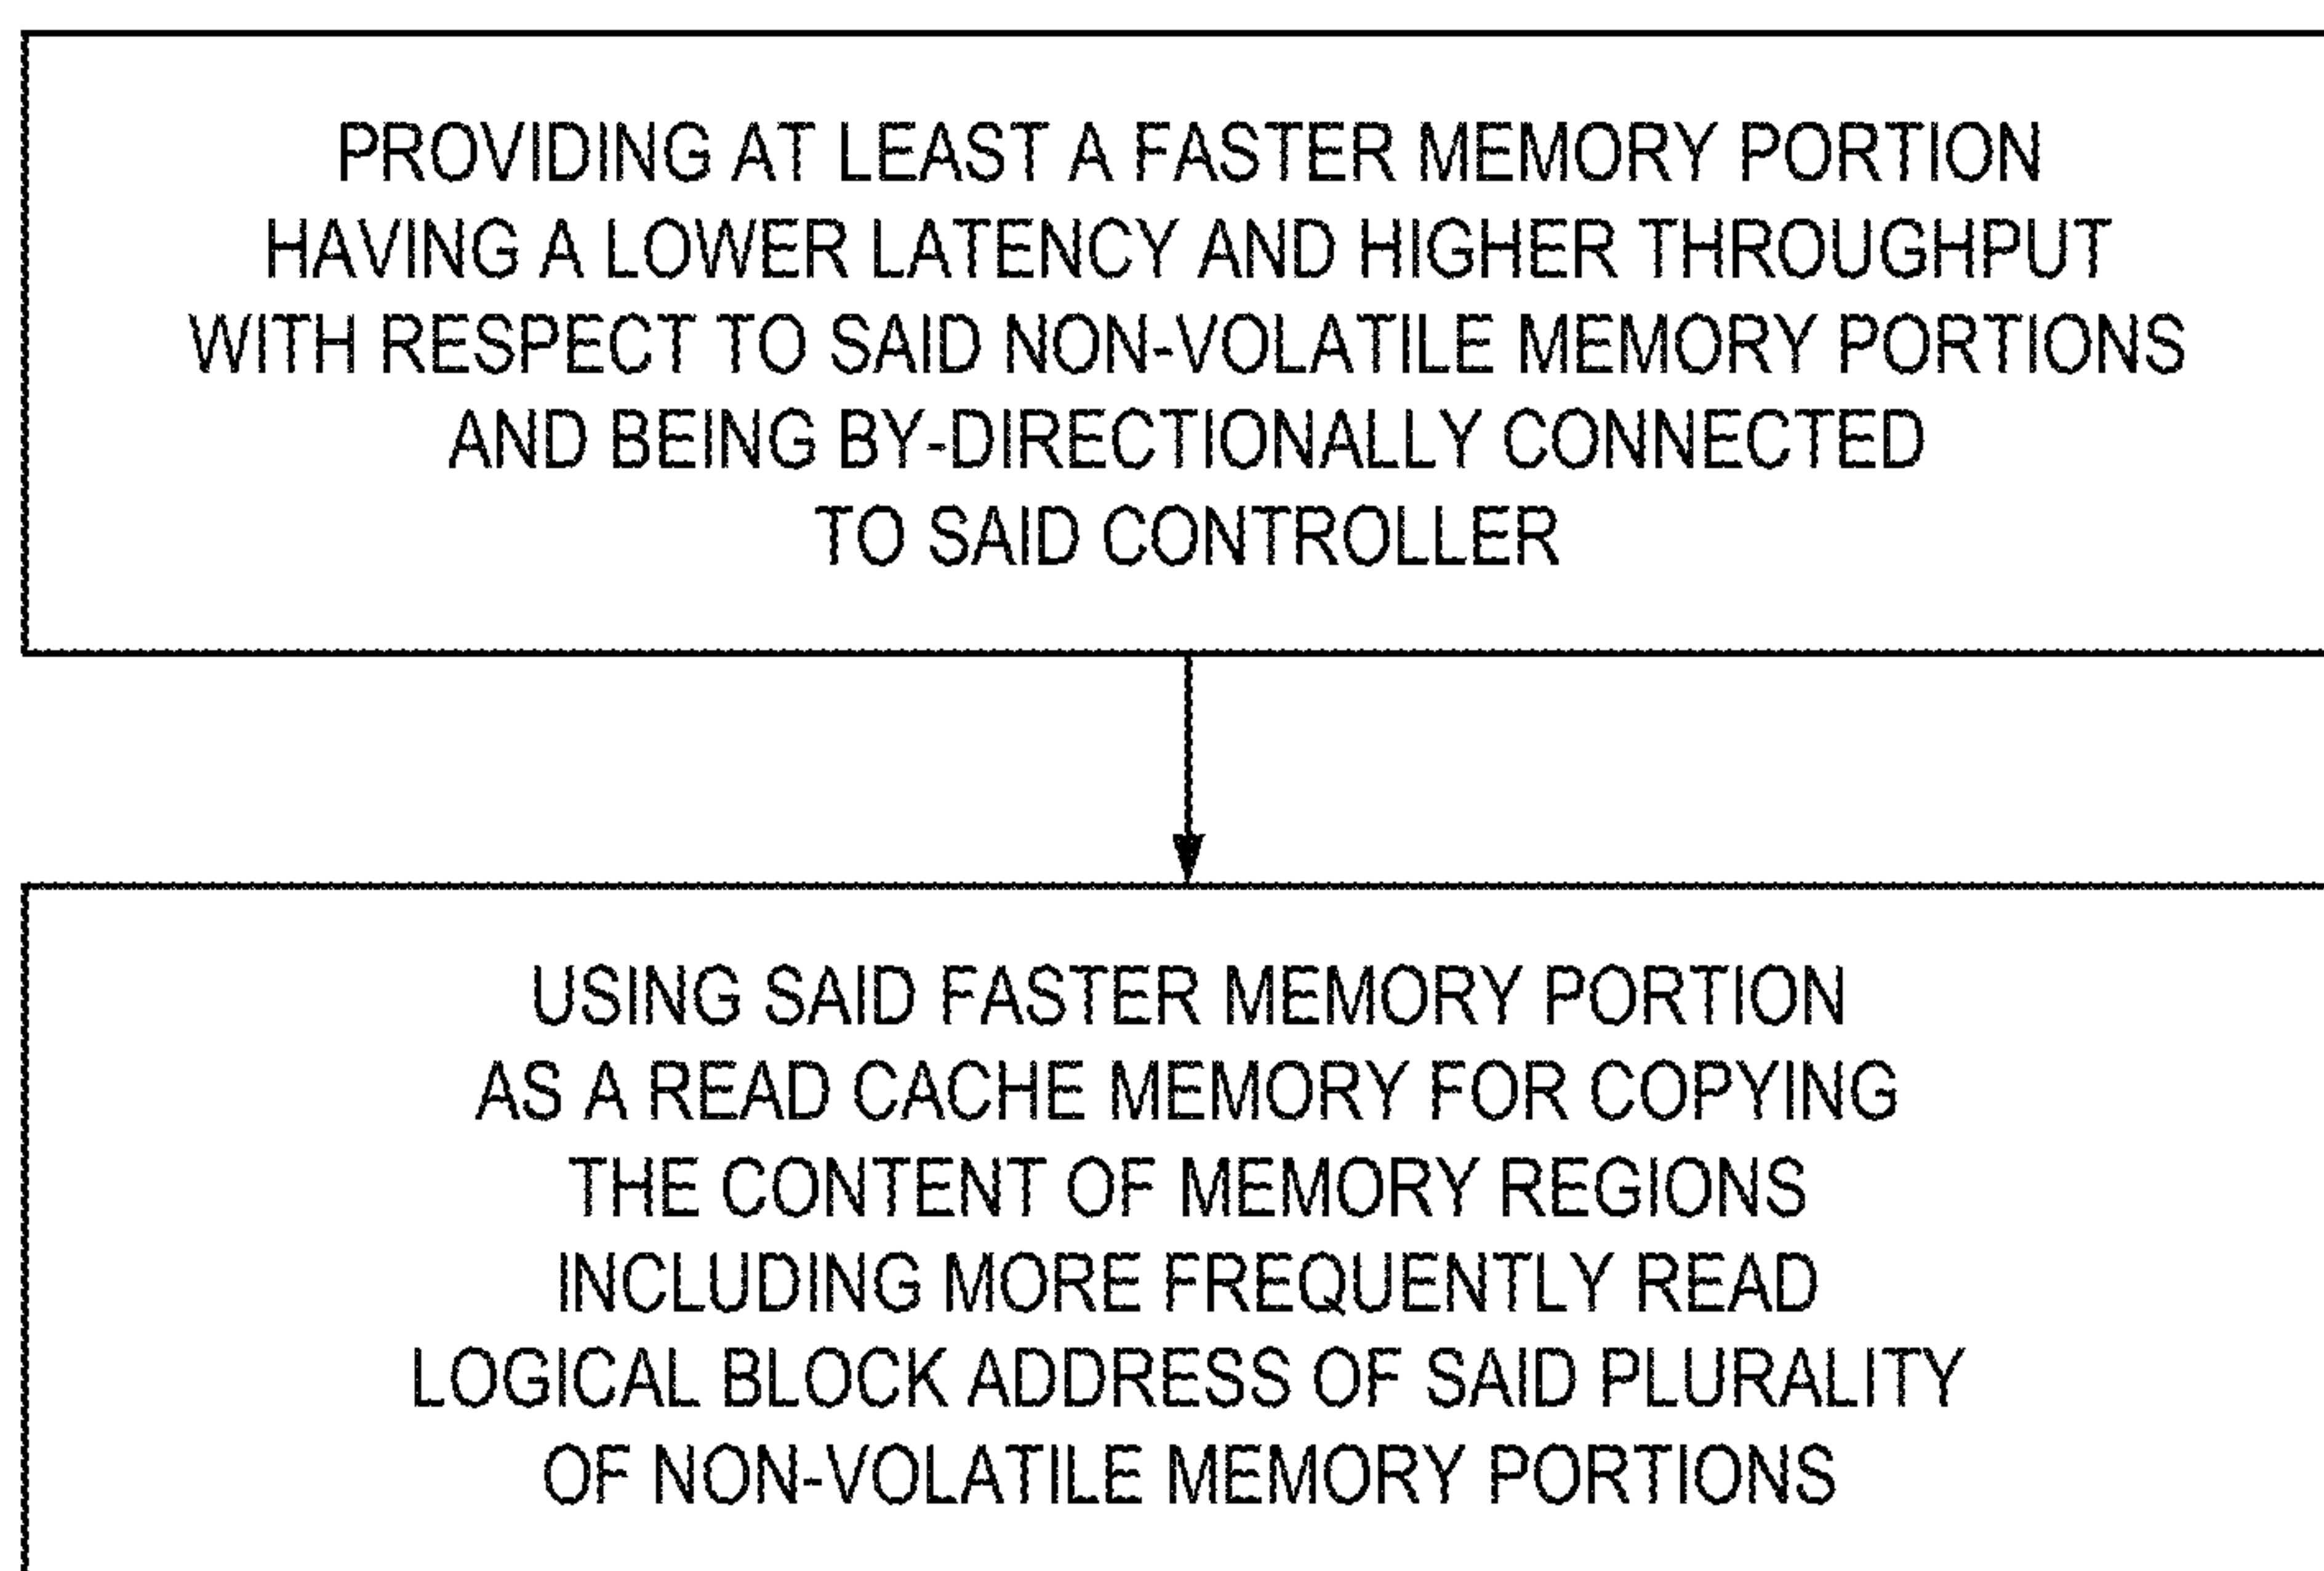 PROVIDING AT LEAST A FASTER MEMORY PORTION
HAVING A LOWER LATENCY AND HIGHER THROUGHPUT
WITH RESPECT TO SAID NON-VOLATILE MEMORY PORTIONS
AND BEING BY-DIRECTIONALLY CONNECTED
TO SAID CONTROLLER
USING SAID FASTER MEMORY PORTION
AS A READ CACHE MEMORY FOR COPYING
THE CONTENT OF MEMORY REGIONS
INCLUDING MORE FREQUENTLY READ
LOGICAL BLOCK ADDRESS OF SAID PLURALITY
OF NON-VOLATILE MEMORY PORTIONS